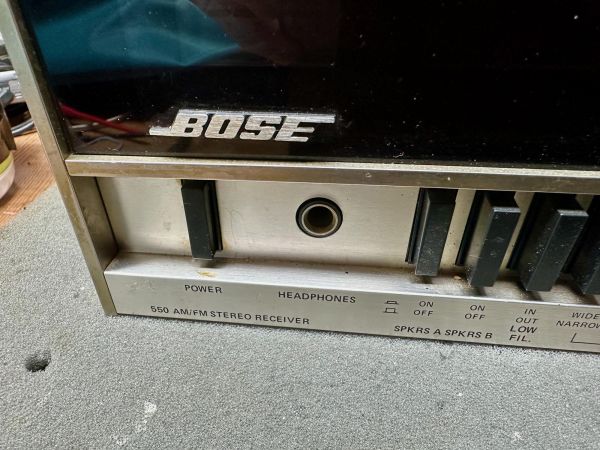 BOSE
POWER
HEADPHONES
ON
OFF
ON
OFF
IN
OUT
WIDE
NARROW
550 AM/FM STEREO RECEIVER
SPKRS A SPKRS B
LOW
FIL.